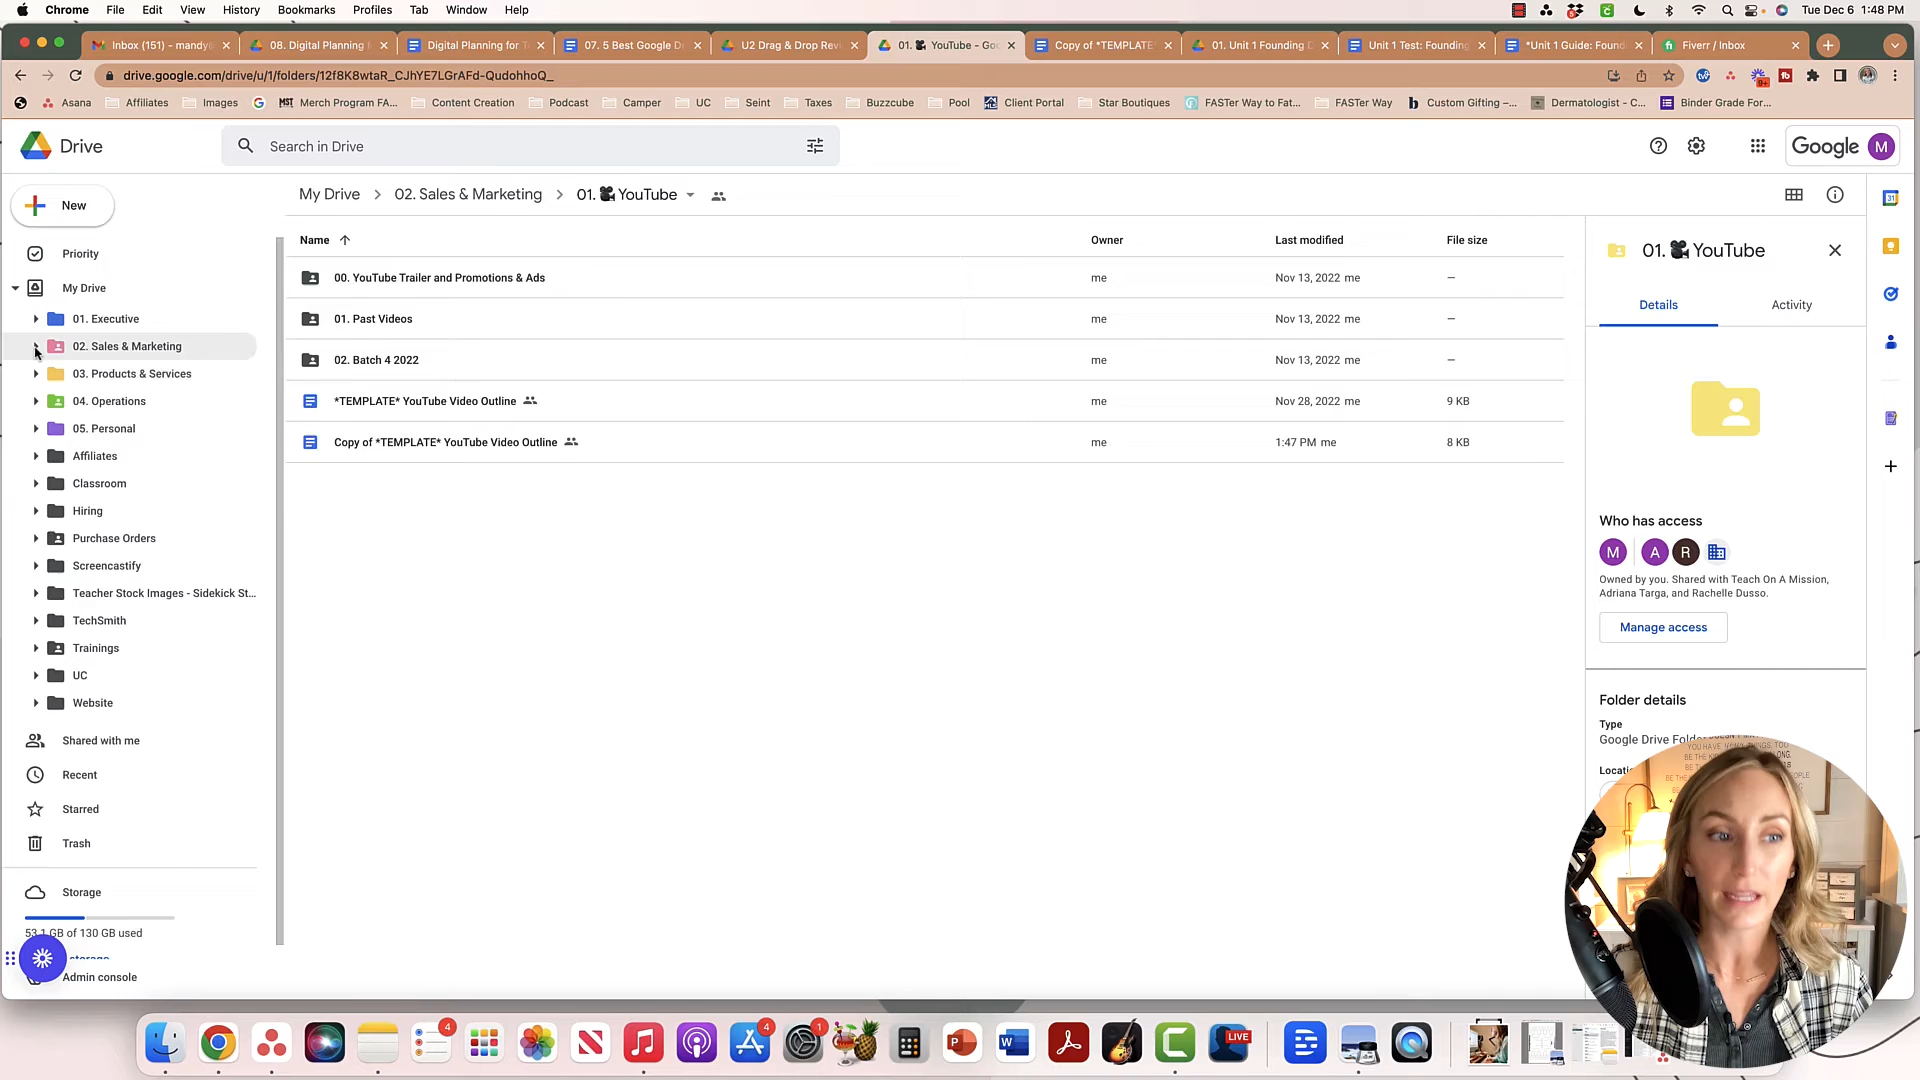 Chrome File Edit View History Bookmarks Profiles Tab Window Help Tue Dec 6 1:48 PM
Inbox (151) - mandy 08. Digital Planning Digital Planning for 07. 5 Best Google D U2 Drag & Drop Rev 01. YouTube - Goo Copy of *TEMPLATE* 01. Unit 1 Founding Unit 1 Test: Founding *Unit 1 Guide: Found Fiverr / Inbox
drive.google.com/drive/u/1/folders/12f8K8wtaR_CJhYE7LGrAFd-QudohhoQ_
Asana Affiliates Images Merch Program FA... Content Creation Podcast Camper UC Seint Taxes Buzzcube Pool Client Portal Star Boutiques FASTer Way to Fat... FASTer Way Custom Gifting –... Dermatologist - C... Binder Grade For...
Drive
Search in Drive
Google M
New
My Drive > 02. Sales & Marketing > 01. YouTube
Name Owner Last modified File size
00. YouTube Trailer and Promotions & Ads me Nov 13, 2022 me —
01. Past Videos me Nov 13, 2022 me —
02. Batch 4 2022 me Nov 13, 2022 me —
*TEMPLATE* YouTube Video Outline me Nov 28, 2022 me 9 KB
Copy of *TEMPLATE* YouTube Video Outline me 1:47 PM me 8 KB
Priority
My Drive
01. Executive
02. Sales & Marketing
03. Products & Services
04. Operations
05. Personal
Affiliates
Classroom
Hiring
Purchase Orders
Screencastify
Teacher Stock Images - Sidekick St...
TechSmith
Trainings
UC
Website
Shared with me
Recent
Starred
Trash
Storage
53.1 GB of 130 GB used
storage
Admin console
01. YouTube
Details Activity
Who has access
M A R
Owned by you. Shared with Teach On A Mission,
Adriana Targa, and Rachelle Dusso.
Manage access
Folder details
Type
Google Drive Folder
Locati
31
4
4
1
LIVE